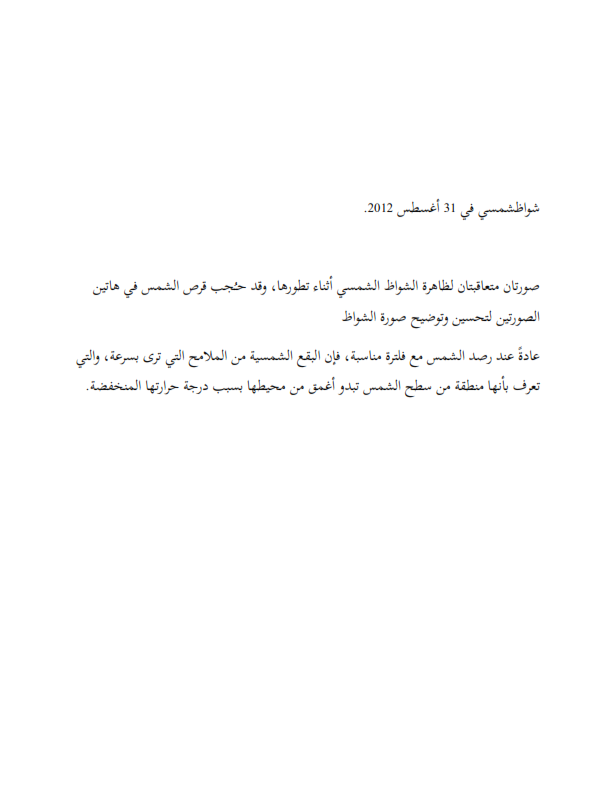 شواظشمسي في 31 أغسطس 2012.
صورتان متعاقبتان لظاهرة الشواظ الشمسي أثناء تطورها، وقد حُجب قرص الشمس في هاتين
الصورتين لتحسين وتوضيح صورة الشواظ
عادةً عند رصد الشمس مع فلترة مناسبة، فإن البقع الشمسية من الملامح التي ترى بسرعة، والتي
تعرف بأنها منطقة من سطح الشمس تبدو أغمق من محيطها بسبب درجة حرارتها المنخفضة.